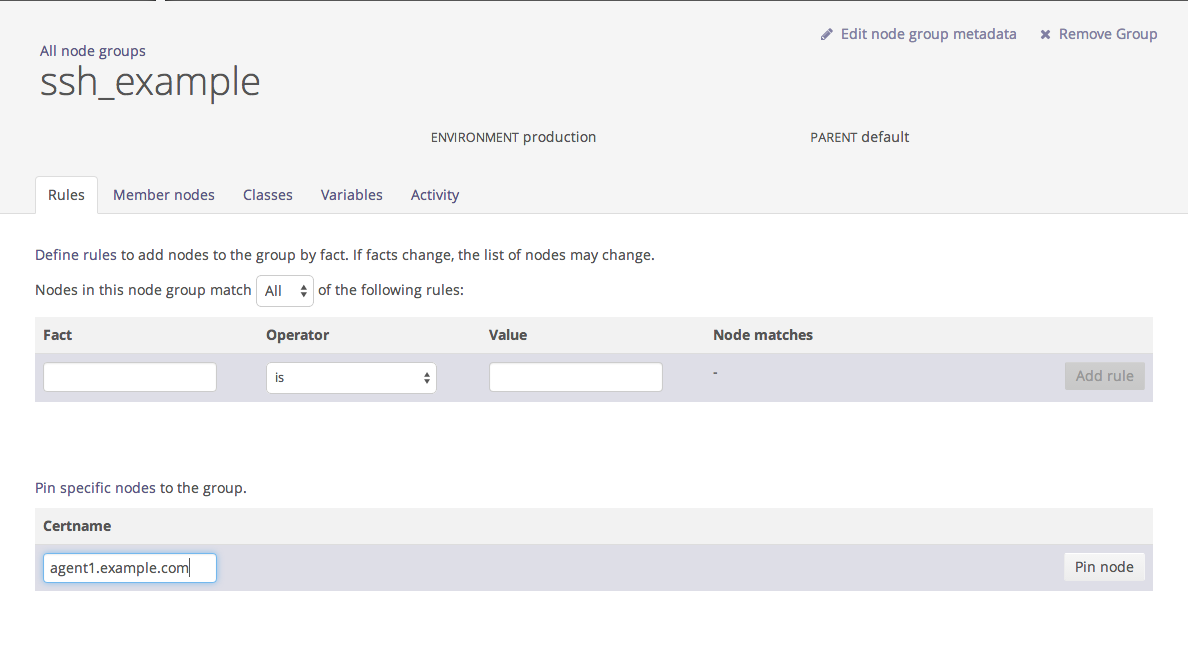 Edit node group metadata Remove Group
All node groups
ssh_example
ENVIRONMENT production PARENT default
Rules Member nodes Classes Variables Activity
Define rules to add nodes to the group by fact. If facts change, the list of nodes may change.
Nodes in this node group match All of the following rules:
Fact Operator Value Node matches
is - Add rule
Pin specific nodes to the group.
Certname
agent1.example.com Pin node